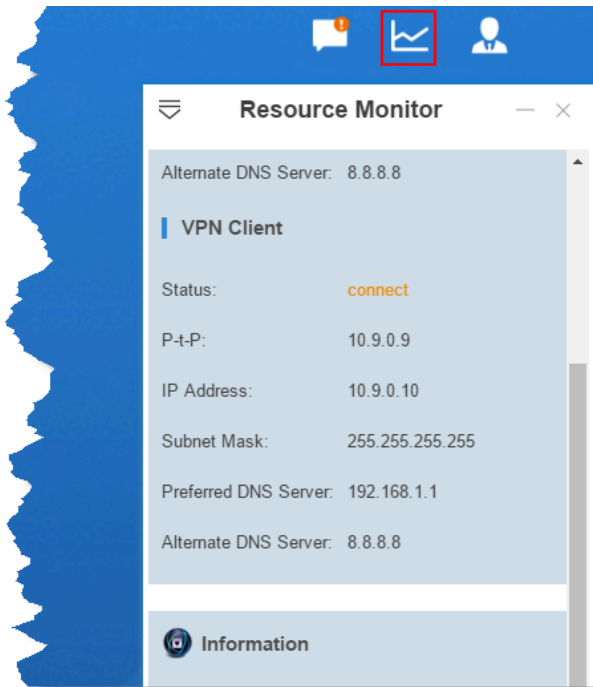 Resource Monitor
Alternate DNS Server: 8.8.8.8
VPN Client
Status: connect
P-t-P: 10.9.0.9
IP Address: 10.9.0.10
Subnet Mask: 255.255.255.255
Preferred DNS Server: 192.168.1.1
Alternate DNS Server: 8.8.8.8
Information